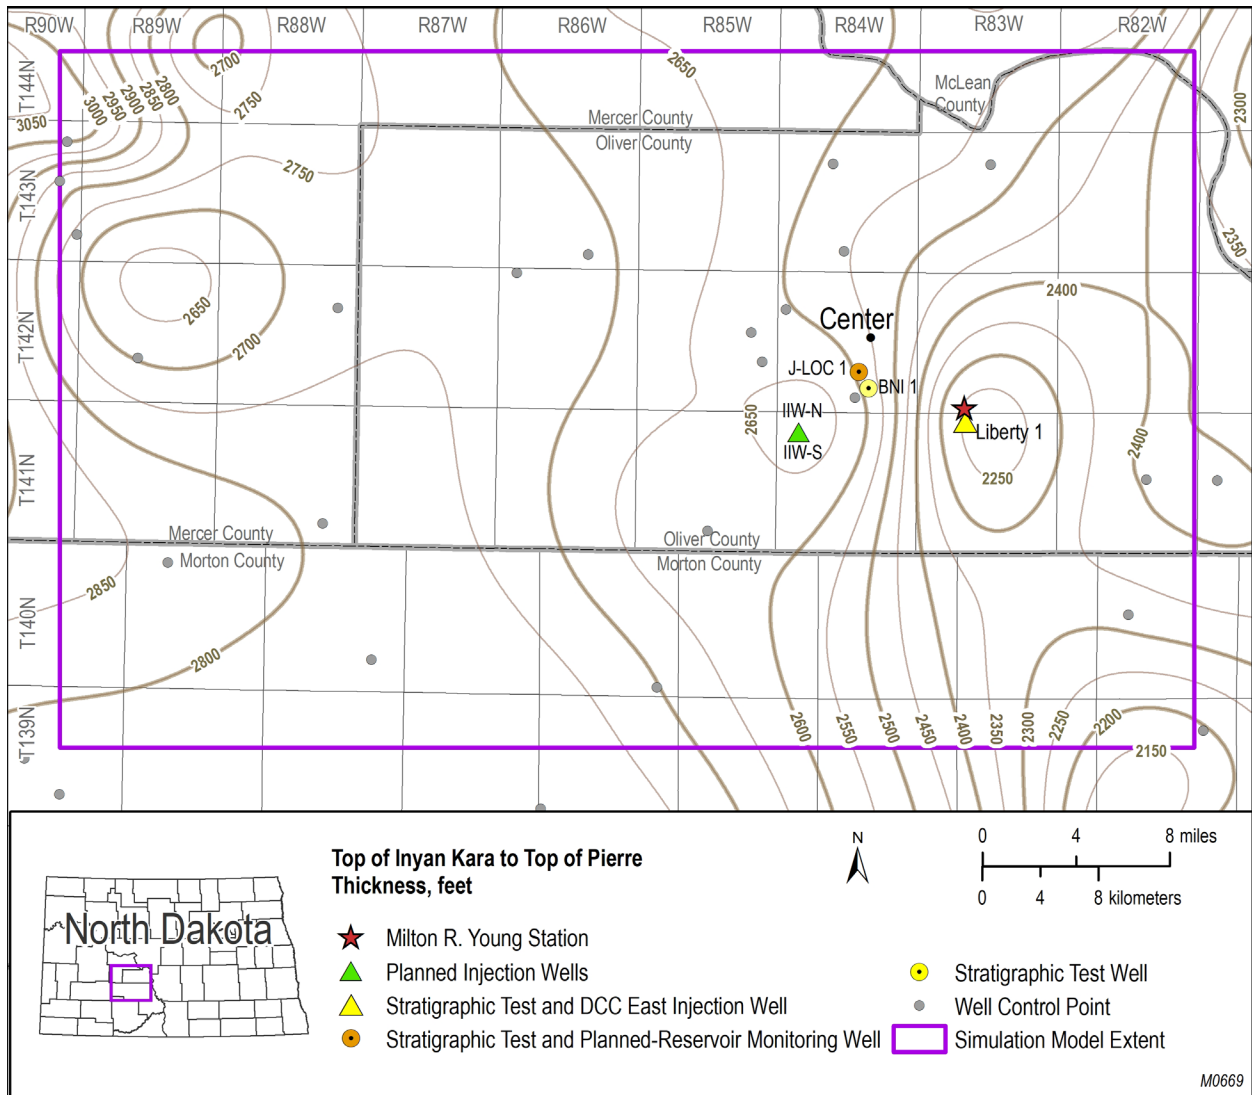 R90W
R89W
R88W
R87W
R86W
R85W
R84W
R83W
R82W
T144N
T143N
T142N
T141N
T140N
T139N
2700
2650
2800
2850
2900
2950
3000
3050
2750
McLean
County
2300
Mercer County
Oliver County
2750
2350
2650
2700
2400
Center
J-LOC 1
BNI 1
2650
IIW-N
IIW-S
Liberty 1
2250
2400
Mercer County
Morton County
Oliver County
Morton County
2850
2800
2600
2550
2500
2450
2400
2350
2300
2250
2200
2150
North Dakota
Top of Inyan Kara to Top of Pierre
Thickness, feet
Milton R. Young Station
Planned Injection Wells
Stratigraphic Test and DCC East Injection Well
Stratigraphic Test and Planned-Reservoir Monitoring Well
N
0 4 8 miles
0 4 8 kilometers
Stratigraphic Test Well
Well Control Point
Simulation Model Extent
M0669